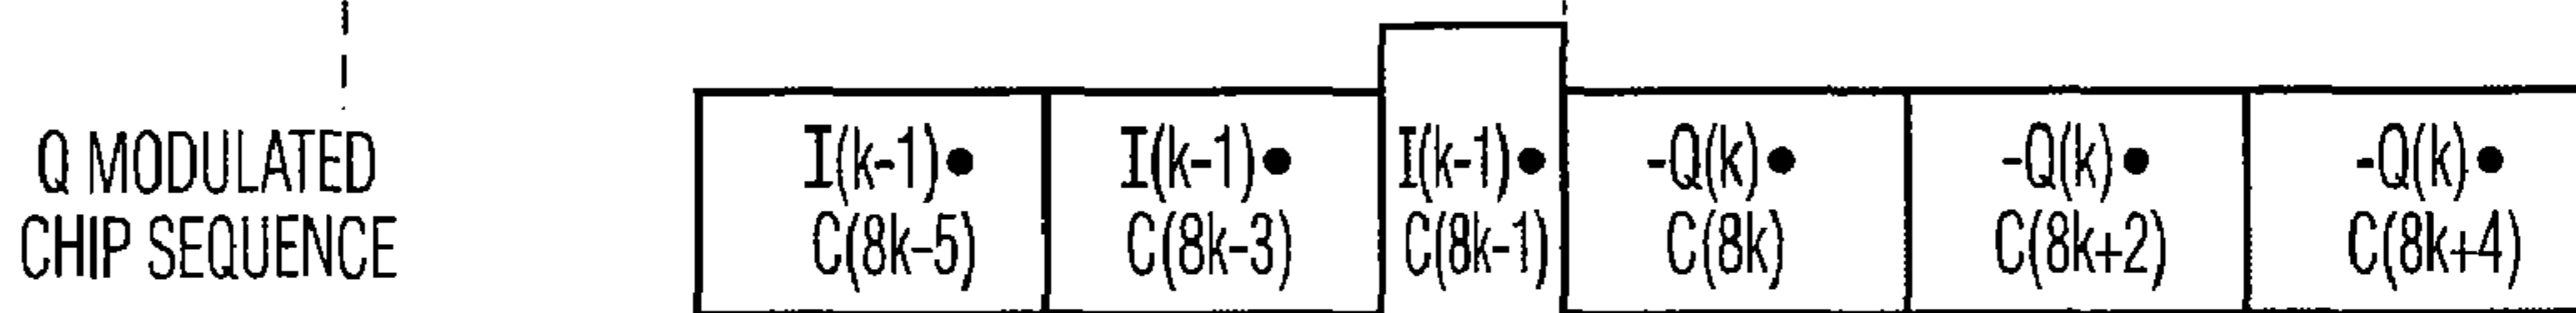 Q MODULATED
CHIP SEQUENCE
I(k-1)● I(k-1)● I(k-1)● -Q(k)● -Q(k)● -Q(k)●
C(8k-5) C(8k-3) C(8k-1) C(8k) C(8k+2) C(8k+4)